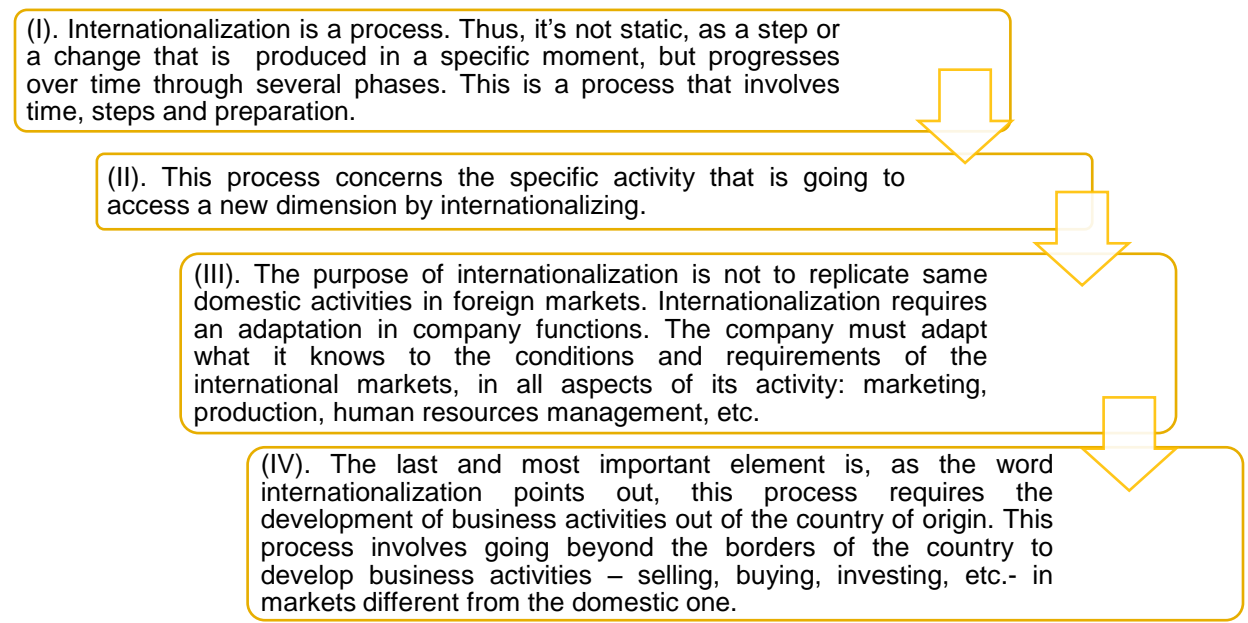 (I). Internationalization is a process. Thus, it's not static, as a step or
a change that is produced in a specific moment, but progresses
over time through several phases. This is a process that involves
time, steps and preparation.
(II). This process concerns the specific activity that is going to
access a new dimension by internationalizing.
(III). The purpose of internationalization is not to replicate same
domestic activities in foreign markets. Internationalization requires
an adaptation in company functions. The company must adapt
what it knows to the conditions and requirements of the
international markets, in all aspects of its activity: marketing,
production, human resources management, etc.
(IV). The last and most important element is, as the word
internationalization points out, this process requires the
development of business activities out of the country of origin. This
process involves going beyond the borders of the country to
develop business activities – selling, buying, investing, etc.- in
markets different from the domestic one.